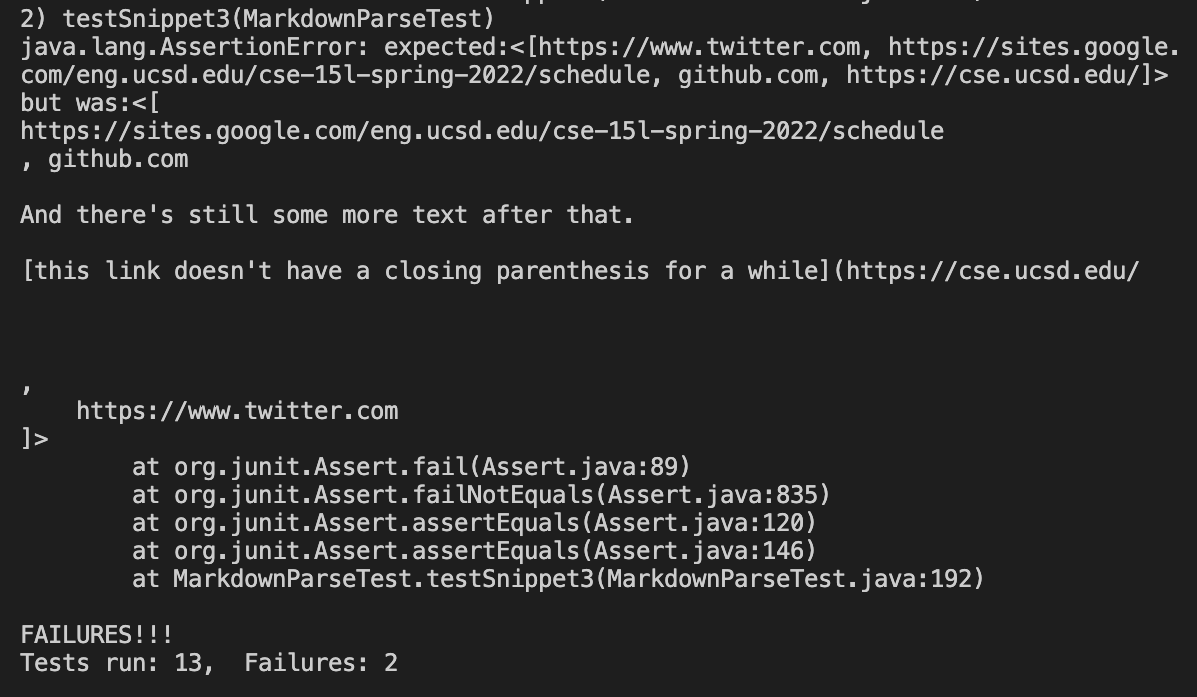 2) testSnippet3(MarkdownParseTest)
java.lang.AssertionError: expected:<[https://www.twitter.com, https://sites.google.
com/eng.ucsd.edu/cse-15l-spring-2022/schedule, github.com, https://cse.ucsd.edu/]>
but was:<[
https://sites.google.com/eng.ucsd.edu/cse-15l-spring-2022/schedule
, github.com
And there's still some more text after that.
[this link doesn't have a closing parenthesis for a while](https://cse.ucsd.edu/
,
https://www.twitter.com
]>
at org.junit.Assert.fail(Assert.java:89)
at org.junit.Assert.failNotEquals(Assert.java:835)
at org.junit.Assert.assertEquals(Assert.java:120)
at org.junit.Assert.assertEquals(Assert.java:146)
at MarkdownParseTest.testSnippet3(MarkdownParseTest.java:192)
FAILURES!!!
Tests run: 13,  Failures: 2